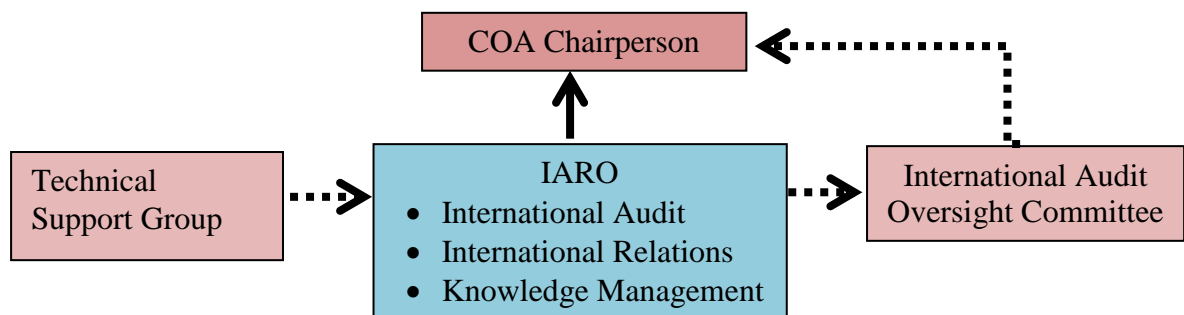 COA Chairperson
Technical
Support Group
IARO
• International Audit
• International Relations
• Knowledge Management
International Audit
Oversight Committee